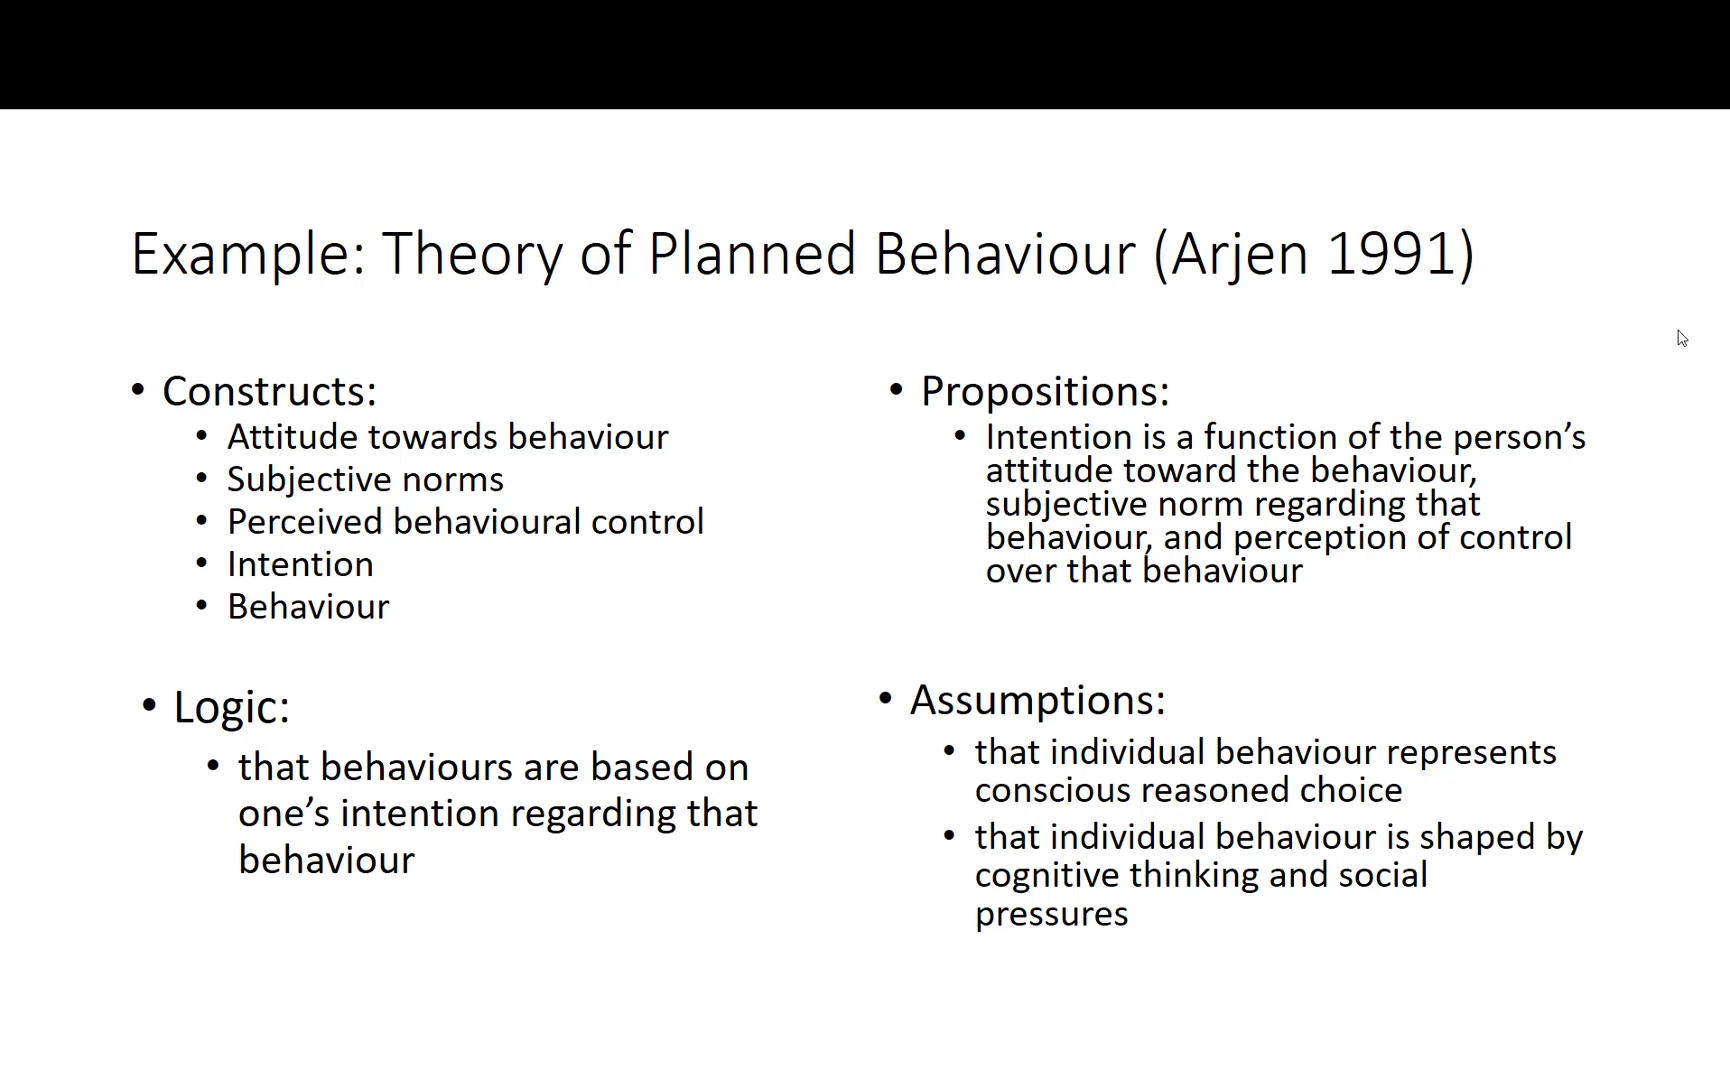 Example: Theory of Planned Behaviour (Arjen 1991)
• Constructs:
• Attitude towards behaviour
• Subjective norms
• Perceived behavioural control
• Intention
• Behaviour
• Logic:
• that behaviours are based on
one’s intention regarding that
behaviour
• Propositions:
• Intention is a function of the person’s
attitude toward the behaviour,
subjective norm regarding that
behaviour, and perception of control
over that behaviour
• Assumptions:
• that individual behaviour represents
conscious reasoned choice
• that individual behaviour is shaped by
cognitive thinking and social
pressures